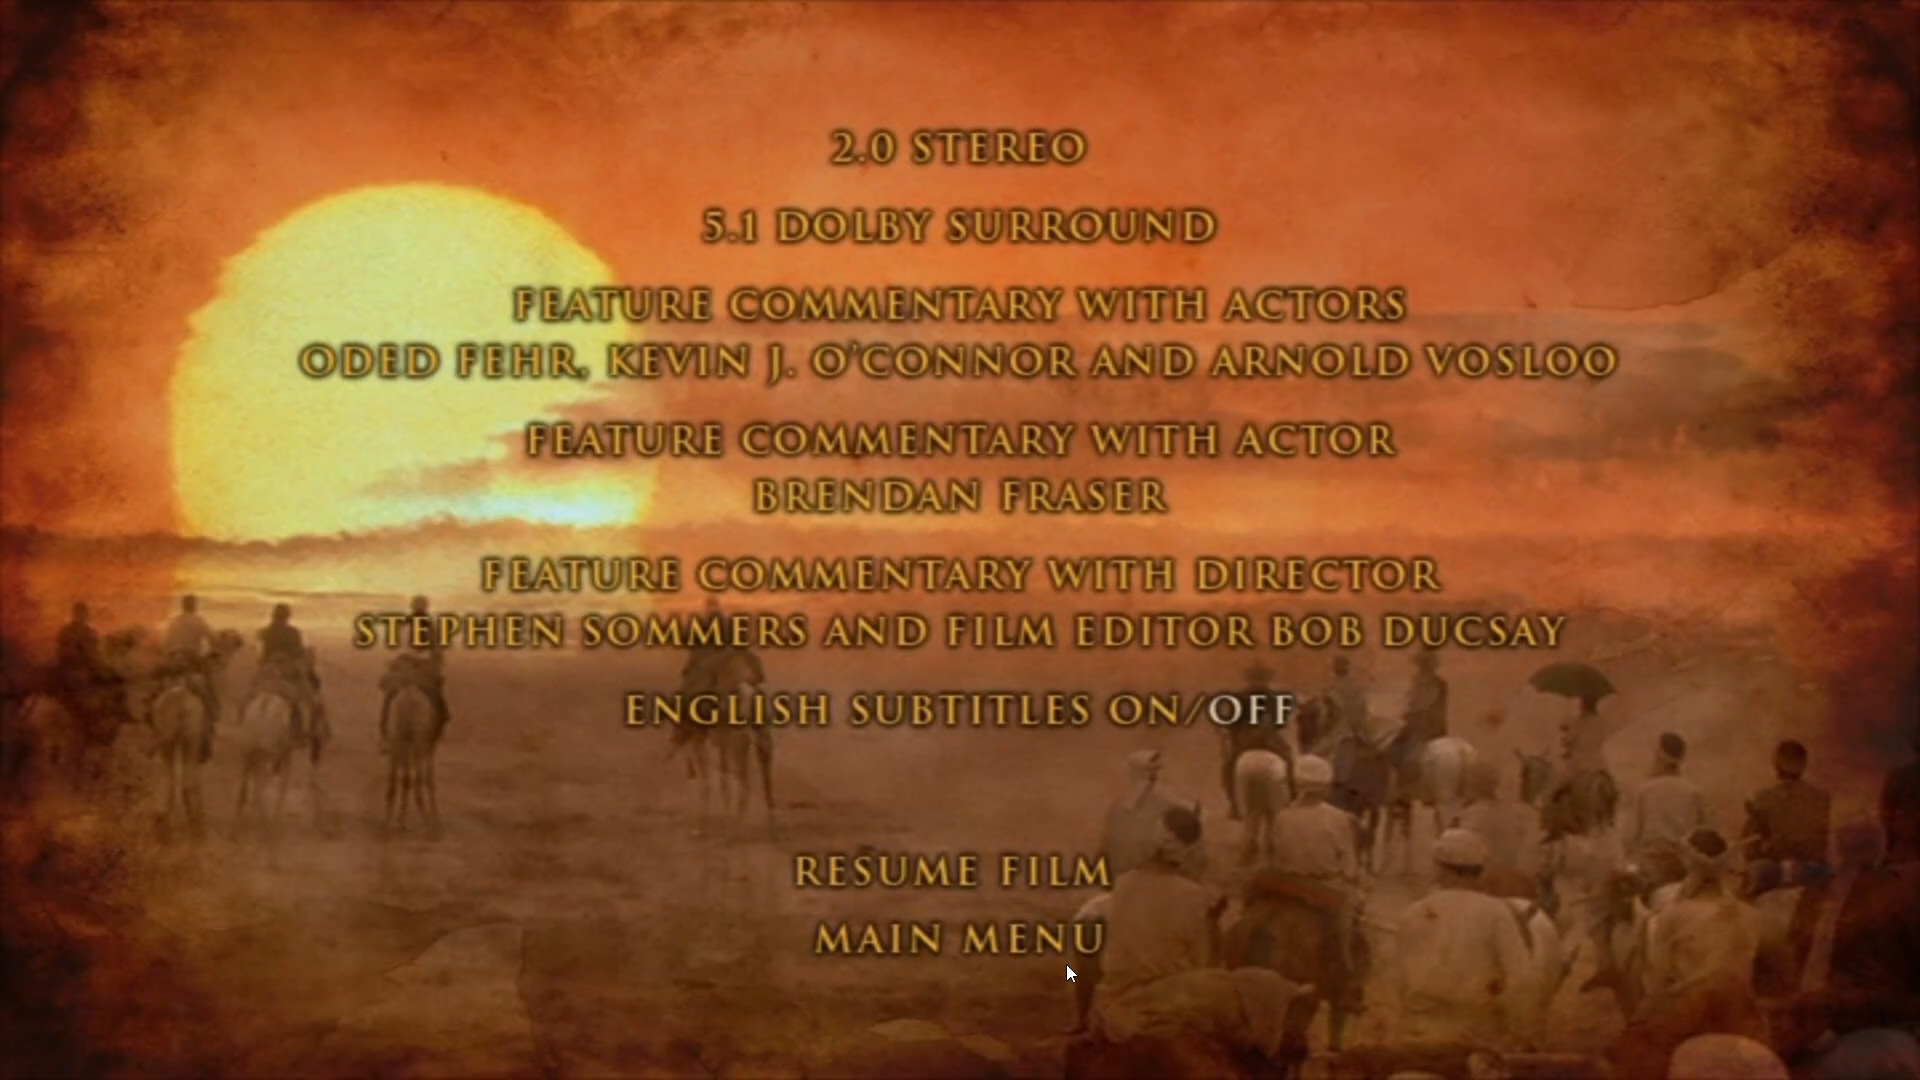 2.0 STEREO
5.1 DOLBY SURROUND
FEATURE COMMENTARY WITH ACTORS
ODED FEHR, KEVIN J. O'CONNOR AND ARNOLD VOSLOO
FEATURE COMMENTARY WITH ACTOR
BRENDAN FRASER
FEATURE COMMENTARY WITH DIRECTOR
STEPHEN SOMMERS AND FILM EDITOR BOB DUCSAY
ENGLISH SUBTITLES ON/OFF
RESUME FILM
MAIN MENU